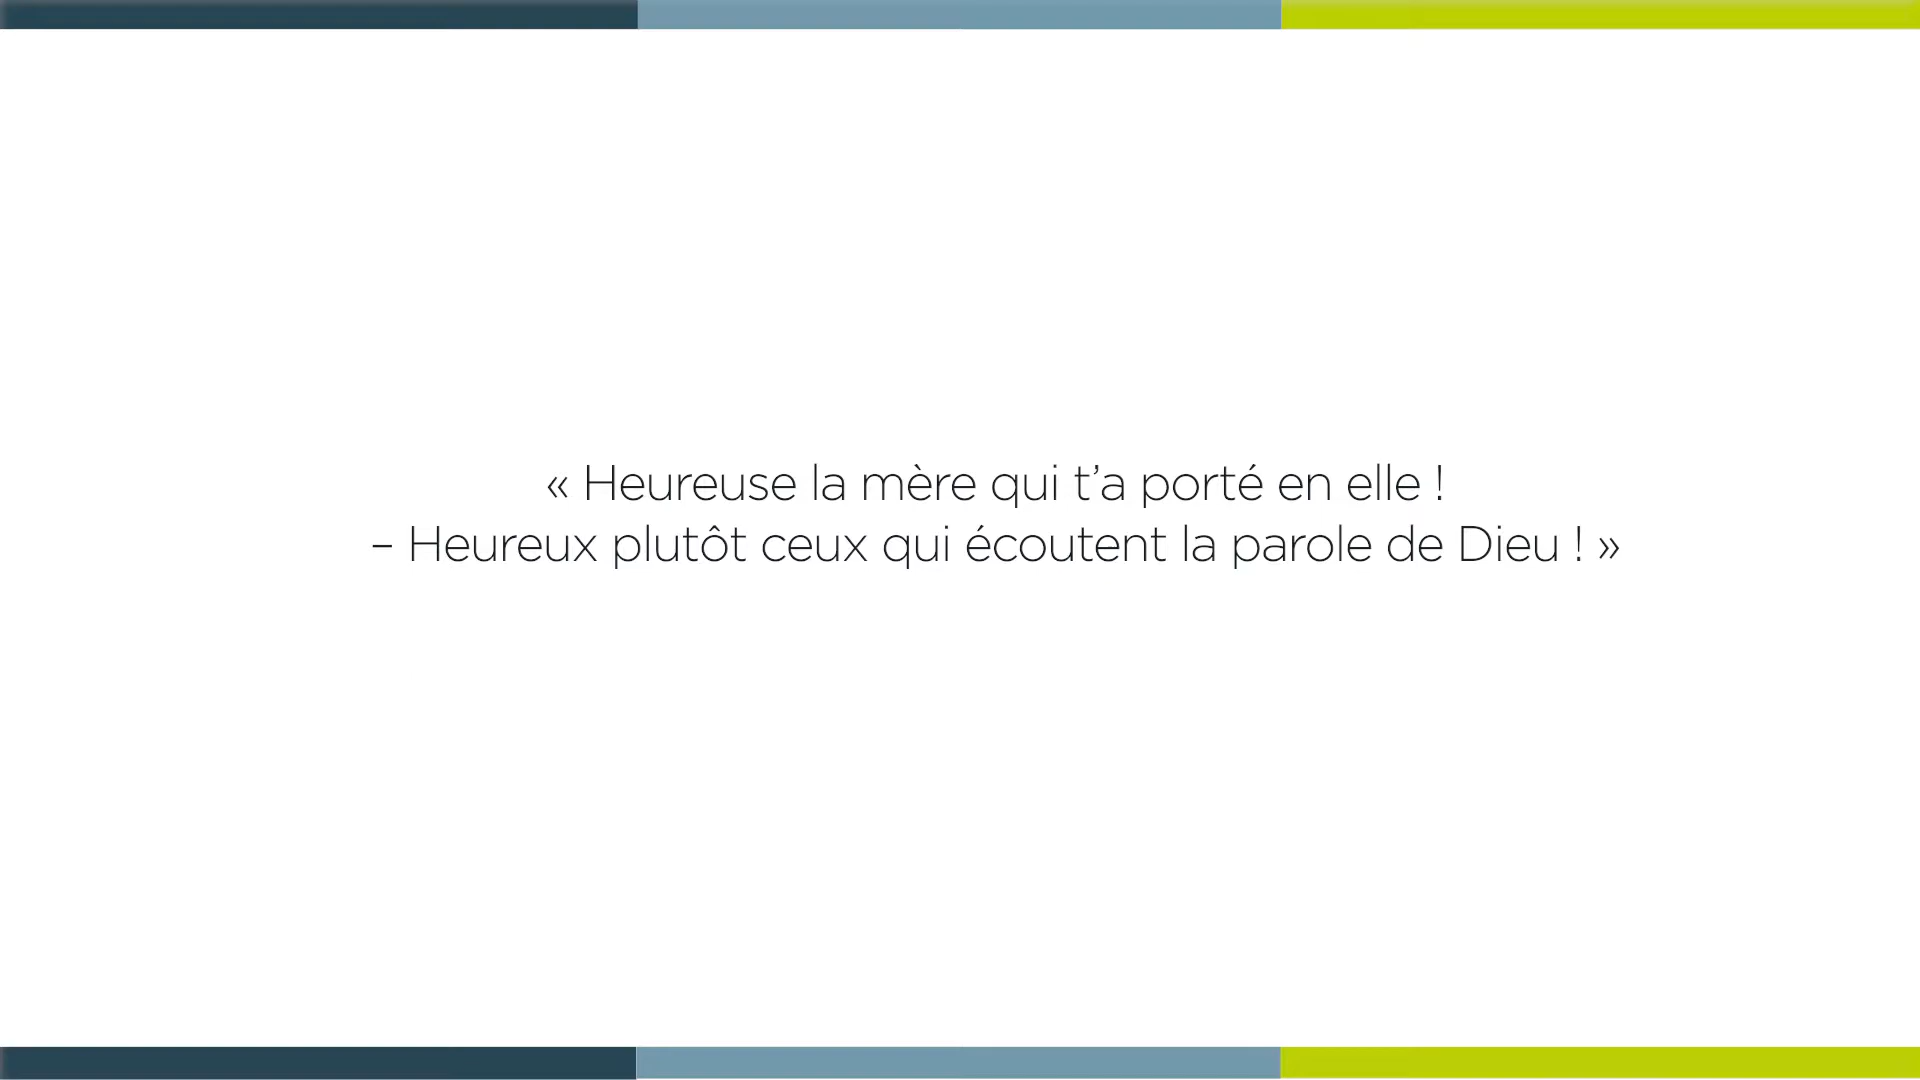 « Heureuse la mère qui t’a porté en elle !
– Heureux plutôt ceux qui écoutent la parole de Dieu ! »